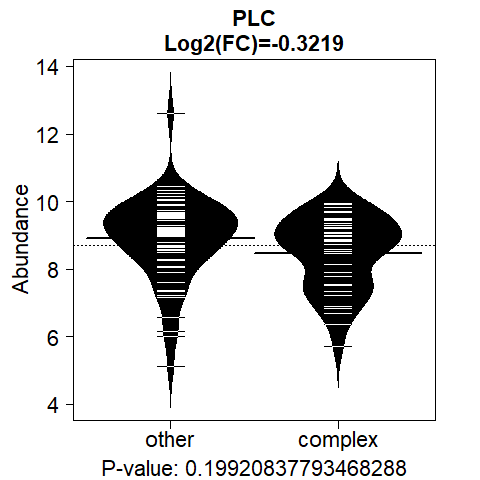 PLC
Log2(FC)=-0.3219
Abundance
14
12
10
8
6
4
other complex
P-value: 0.19920837793468288